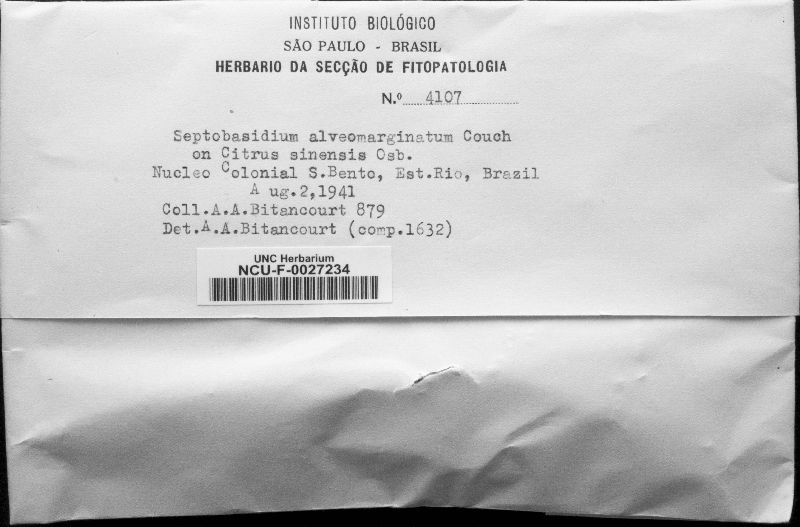 INSTITUTO BIOLÓGICO
SÃO PAULO - BRASIL
HERBARIO DA SECÇÃO DE FITOPATOLOGIA
N.º 4107
Septobasidium alveomarginatum Couch
on Citrus sinensis Osb.
Nucleo Colonial S.Bento, Est.Rio, Brazil
A ug.2,1941
Coll.A.A.Bitancourt 879
Det.A.A.Bitancourt (comp.1632)
UNC Herbarium
NCU-F-0027234